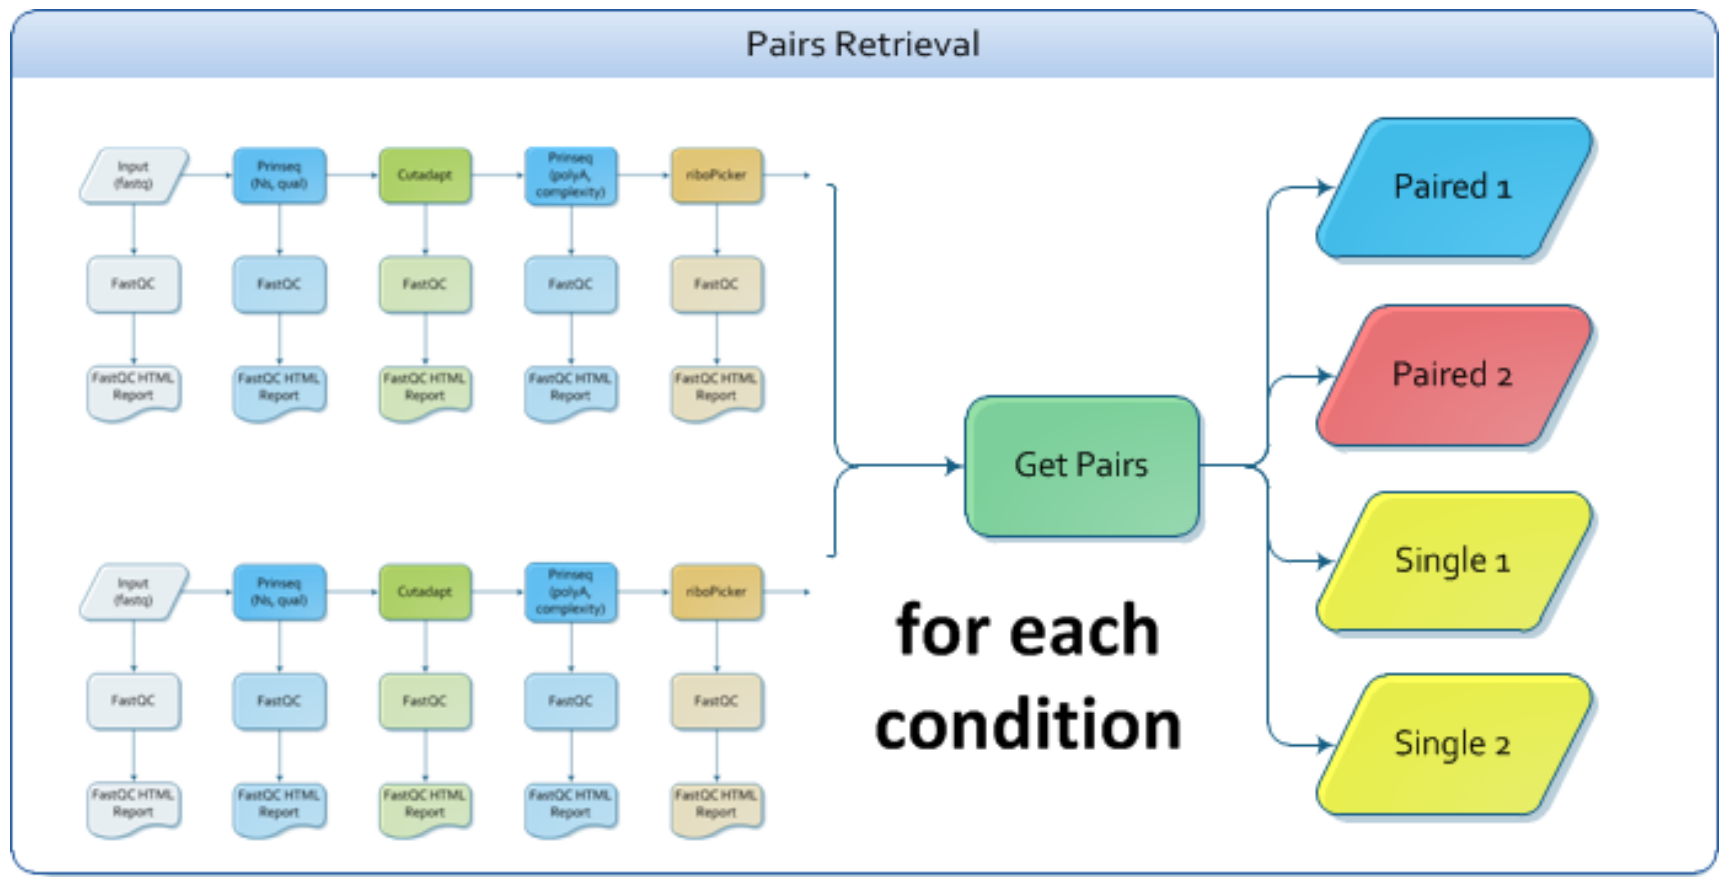 Pairs Retrieval
Input
(fastq)
Prinseq
(Ns, qual)
Cutadapt
Prinseq
(polyA,
complexity)
riboPicker
FastQC
FastQC
FastQC
FastQC
FastQC
FastQC HTML
Report
FastQC HTML
Report
FastQC HTML
Report
FastQC HTML
Report
FastQC HTML
Report
Input
(fastq)
Prinseq
(Ns, qual)
Cutadapt
Prinseq
(polyA,
complexity)
riboPicker
FastQC
FastQC
FastQC
FastQC
FastQC
FastQC HTML
Report
FastQC HTML
Report
FastQC HTML
Report
FastQC HTML
Report
FastQC HTML
Report
Get Pairs
for each
condition
Paired 1
Paired 2
Single 1
Single 2